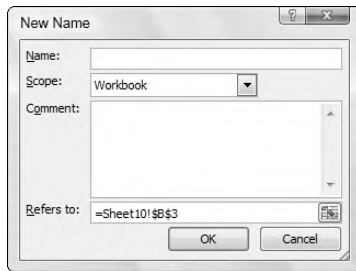 New Name
Name:
Scope: Workbook
Comment:
Refers to: =Sheet10!$B$3
OK Cancel